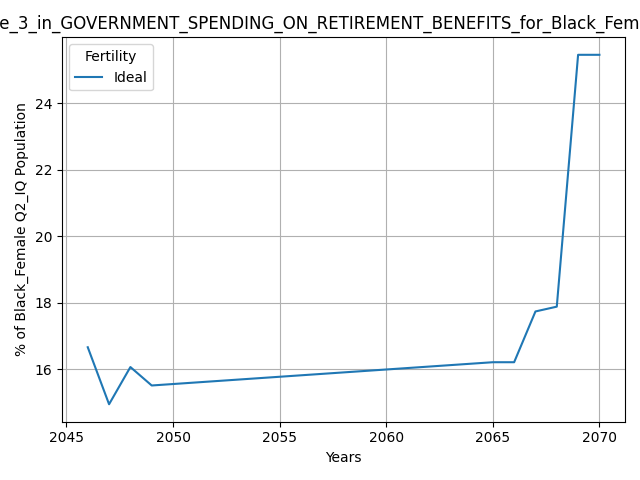 e_3_in_GOVERNMENT_SPENDING_ON_RETIREMENT_BENEFITS_for_Black_Fem
Fertility
Ideal
% of Black_Female Q2_IQ Population
24
22
20
18
16
2045 2050 2055 2060 2065 2070
Years